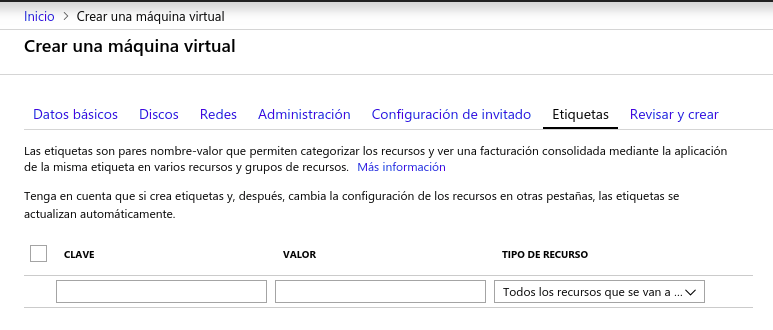 Inicio > Crear una máquina virtual
Crear una máquina virtual
Datos básicos Discos Redes Administración Configuración de invitado Etiquetas Revisar y crear
Las etiquetas son pares nombre-valor que permiten categorizar los recursos y ver una facturación consolidada mediante la aplicación
de la misma etiqueta en varios recursos y grupos de recursos. Más información
Tenga en cuenta que si crea etiquetas y, después, cambia la configuración de los recursos en otras pestañas, las etiquetas se
actualizan automáticamente.
CLAVE VALOR TIPO DE RECURSO
Todos los recursos que se van a ...